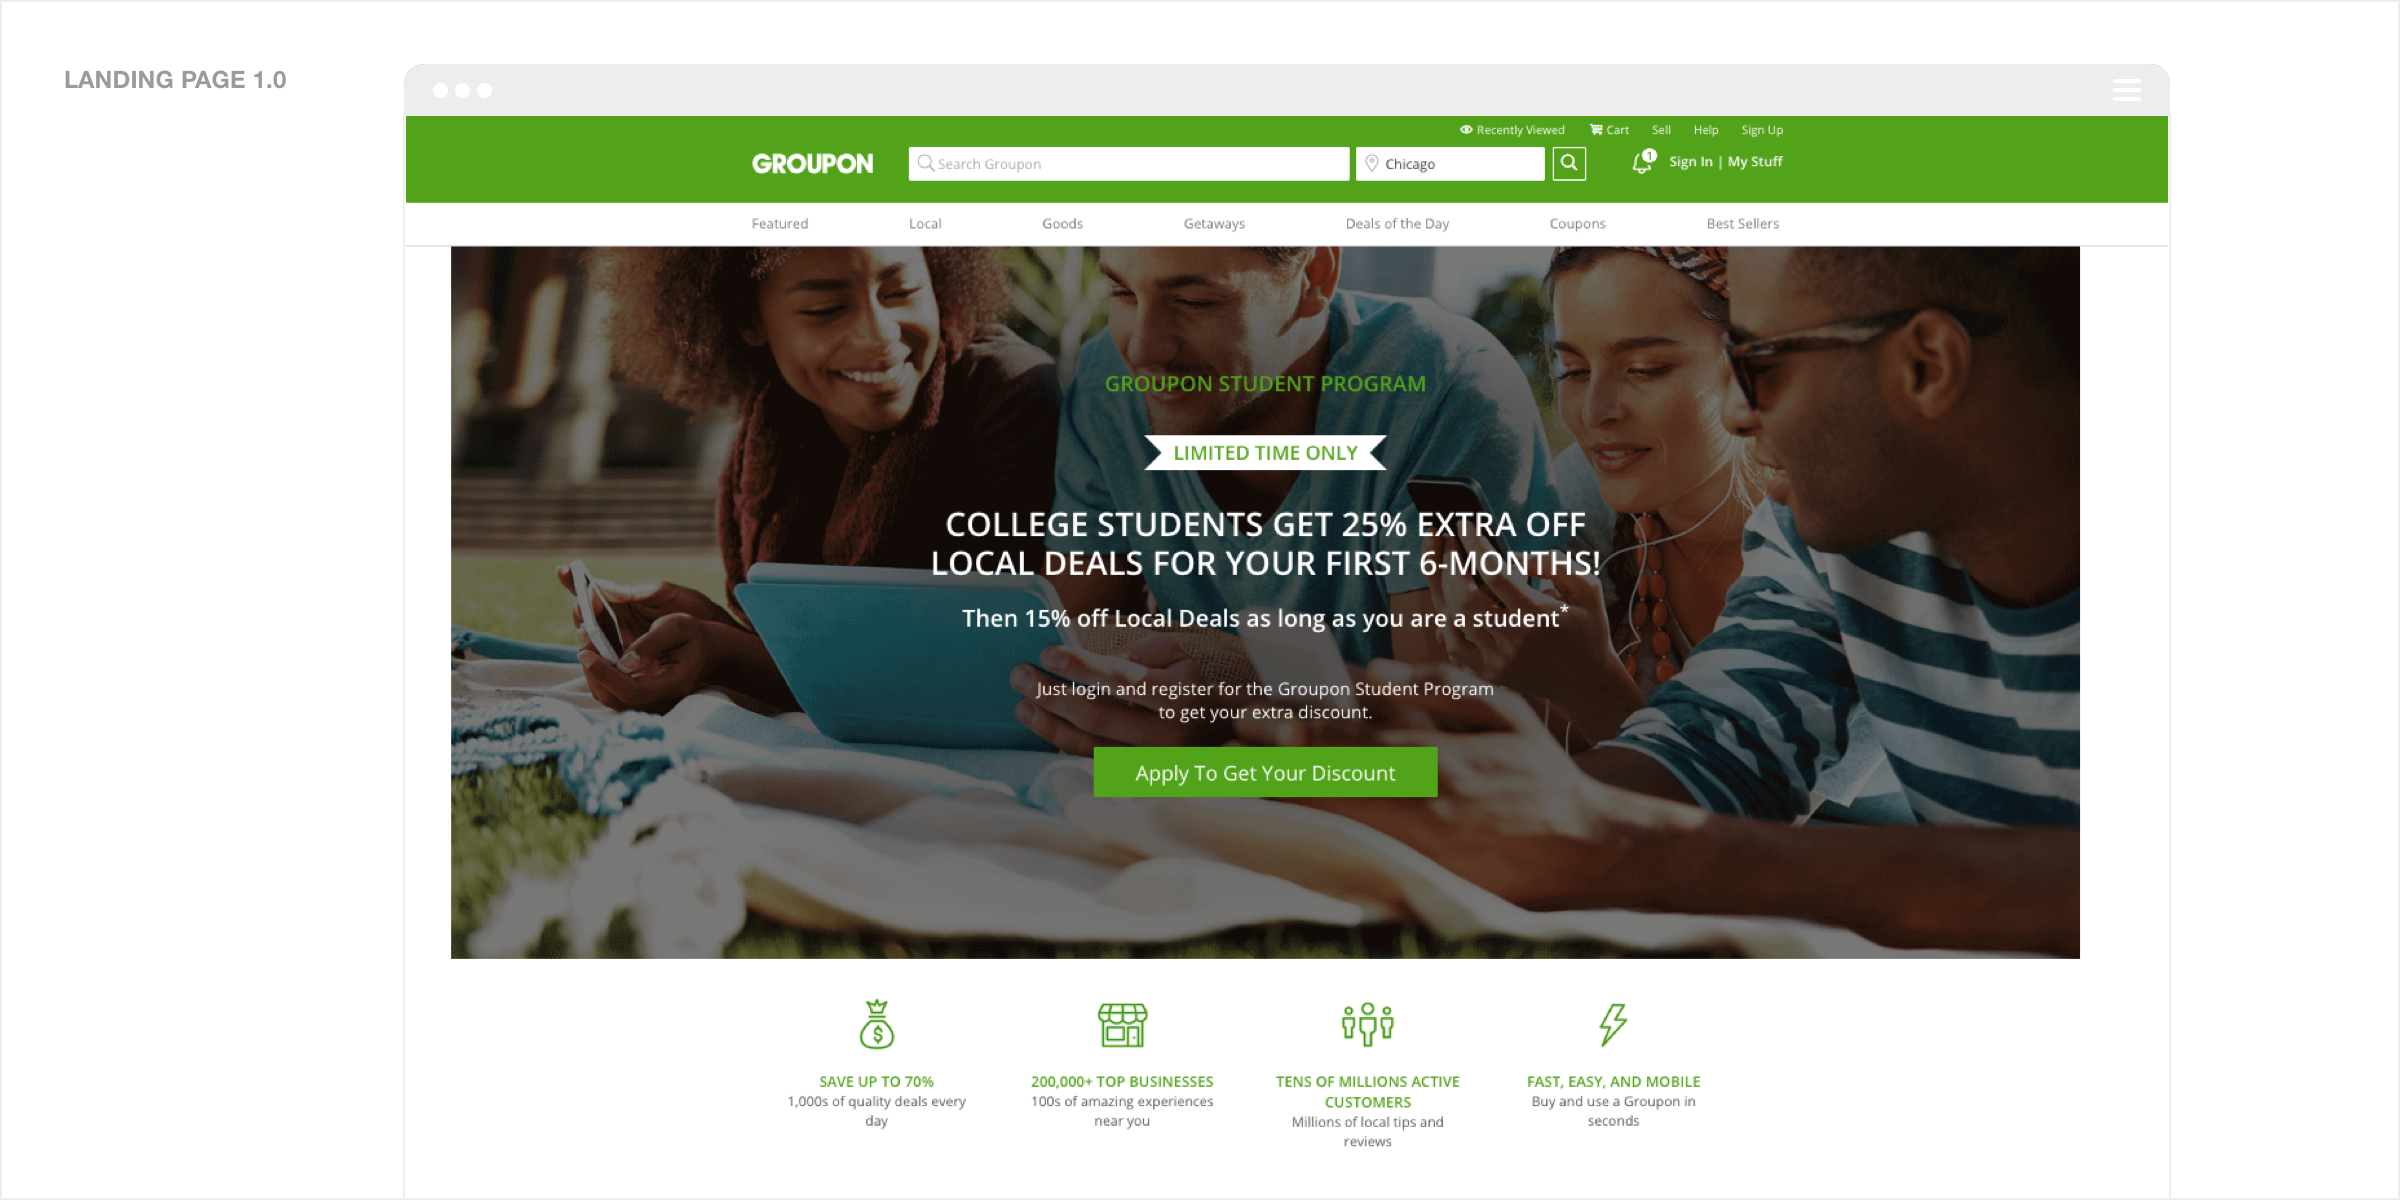 LANDING PAGE 1.0
Recently Viewed Cart Sell Help Sign Up
GROUPON Search Groupon Chicago 1 Sign In | My Stuff
Featured Local Goods Getaways Deals of the Day Coupons Best Sellers
GROUPON STUDENT PROGRAM
LIMITED TIME ONLY
COLLEGE STUDENTS GET 25% EXTRA OFF
LOCAL DEALS FOR YOUR FIRST 6-MONTHS!
Then 15% off Local Deals as long as you are a student*
Just login and register for the Groupon Student Program
to get your extra discount.
Apply To Get Your Discount
$
SAVE UP TO 70%
1,000s of quality deals every
day
200,000+ TOP BUSINESSES
100s of amazing experiences
near you
TENS OF MILLIONS ACTIVE
CUSTOMERS
Millions of local tips and
reviews
FAST, EASY, AND MOBILE
Buy and use a Groupon in
seconds